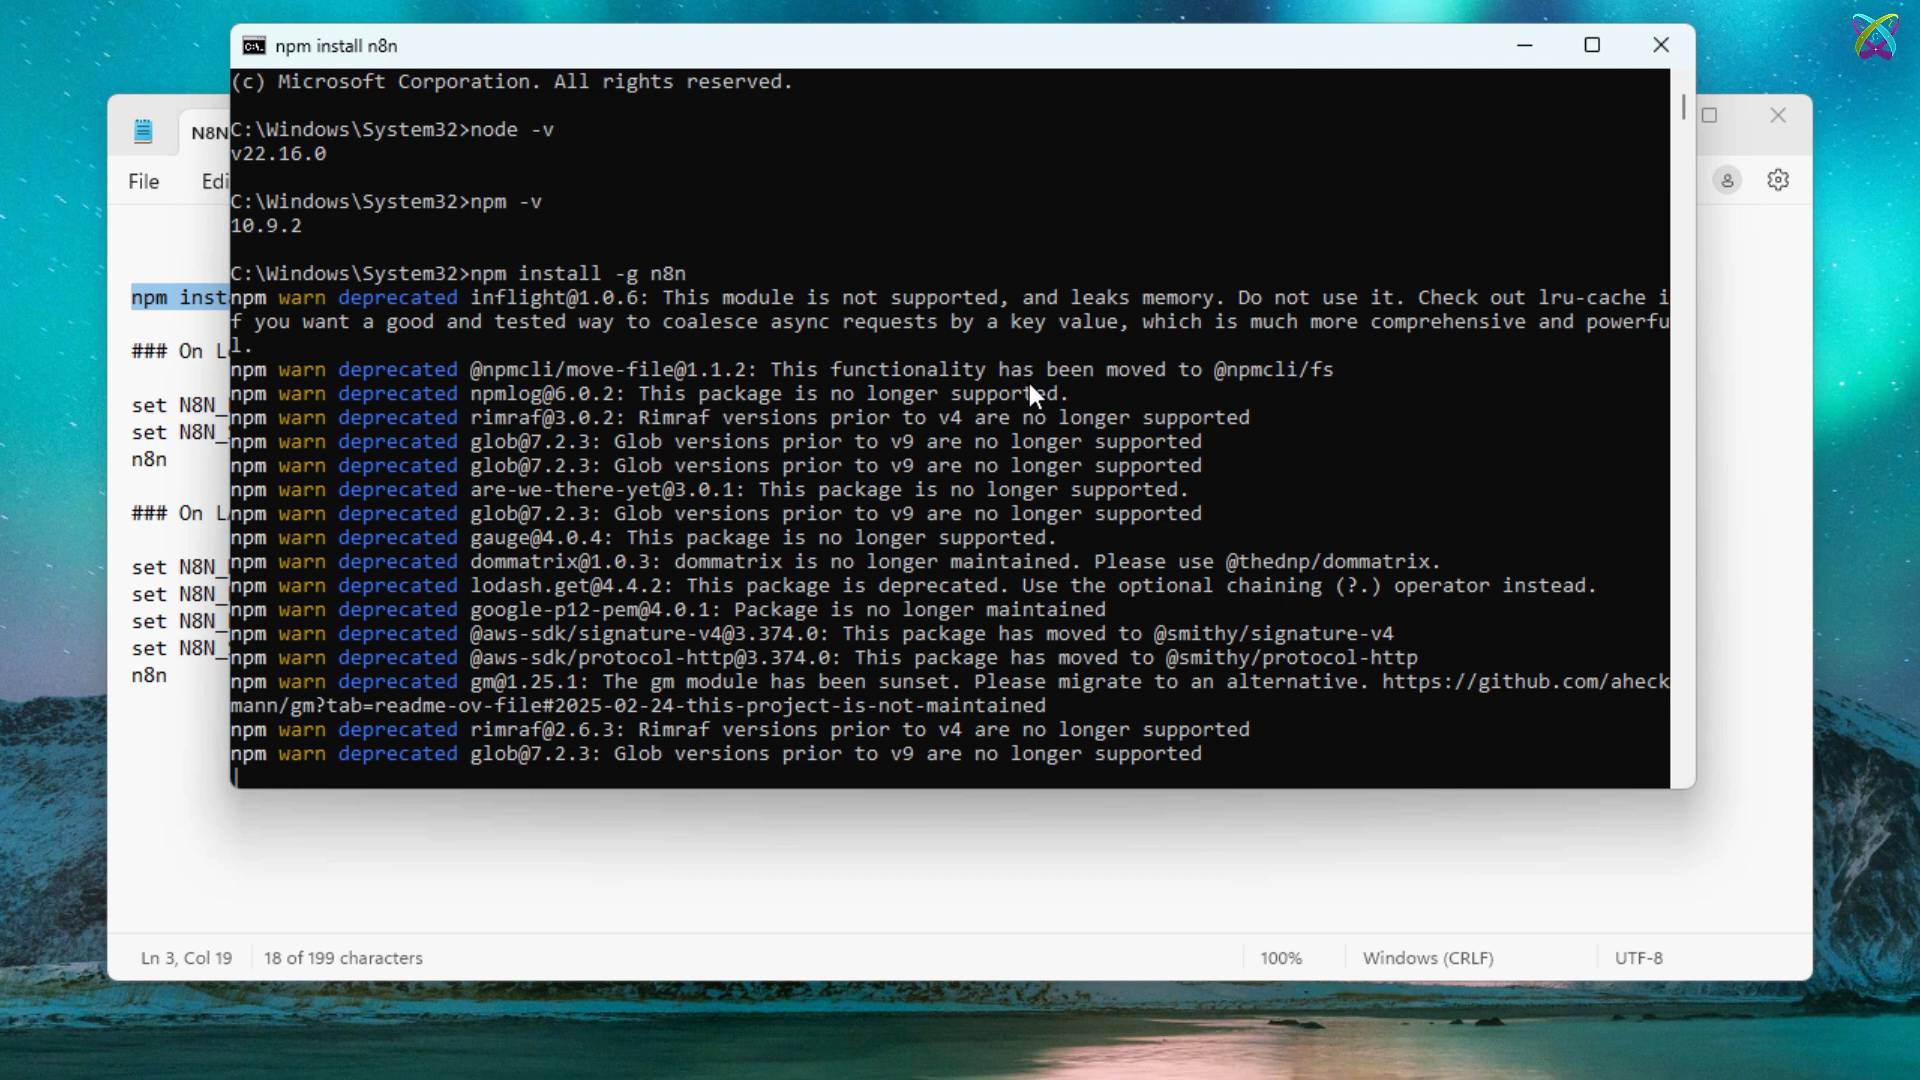 npm install n8n
(c) Microsoft Corporation. All rights reserved.
C:\Windows\System32>node -v
v22.16.0
C:\Windows\System32>npm -v
10.9.2
C:\Windows\System32>npm install -g n8n
npm warn deprecated inflight@1.0.6: This module is not supported, and leaks memory. Do not use it. Check out lru-cache i
f you want a good and tested way to coalesce async requests by a key value, which is much more comprehensive and powerfu
l.
npm warn deprecated @npmcli/move-file@1.1.2: This functionality has been moved to @npmcli/fs
npm warn deprecated npmlog@6.0.2: This package is no longer supported.
npm warn deprecated rimraf@3.0.2: Rimraf versions prior to v4 are no longer supported
npm warn deprecated glob@7.2.3: Glob versions prior to v9 are no longer supported
npm warn deprecated glob@7.2.3: Glob versions prior to v9 are no longer supported
npm warn deprecated are-we-there-yet@3.0.1: This package is no longer supported.
npm warn deprecated glob@7.2.3: Glob versions prior to v9 are no longer supported
npm warn deprecated gauge@4.0.4: This package is no longer supported.
npm warn deprecated dommatrix@1.0.3: dommatrix is no longer maintained. Please use @thednp/dommatrix.
npm warn deprecated lodash.get@4.4.2: This package is deprecated. Use the optional chaining (?.) operator instead.
npm warn deprecated google-p12-pem@4.0.1: Package is no longer maintained
npm warn deprecated @aws-sdk/signature-v4@3.374.0: This package has moved to @smithy/signature-v4
npm warn deprecated @aws-sdk/protocol-http@3.374.0: This package has moved to @smithy/protocol-http
npm warn deprecated gm@1.25.1: The gm module has been sunset. Please migrate to an alternative. https://github.com/aheck
mann/gm?tab=readme-ov-file#2025-02-24-this-project-is-not-maintained
npm warn deprecated rimraf@2.6.3: Rimraf versions prior to v4 are no longer supported
npm warn deprecated glob@7.2.3: Glob versions prior to v9 are no longer supported
N8N
File Edi
npm inst
### On L
set N8N_
set N8N_
n8n
### On L
set N8N_
set N8N_
set N8N_
set N8N_
n8n
Ln 3, Col 19 18 of 199 characters 100% Windows (CRLF) UTF-8